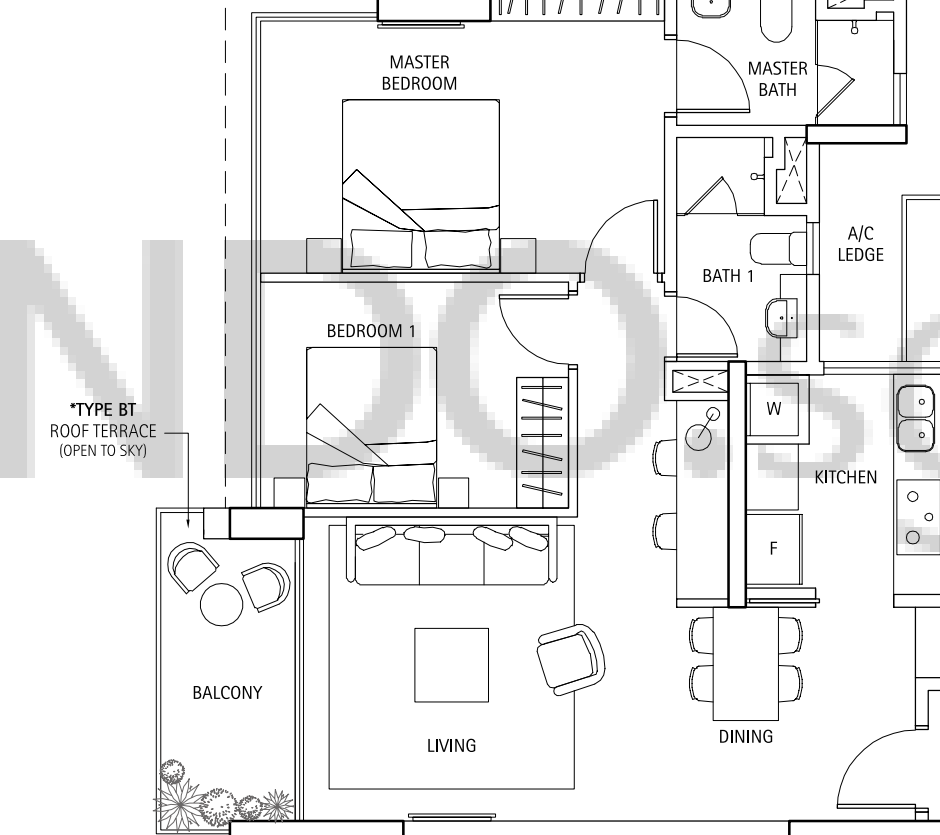 MASTER
BEDROOM
MASTER
BATH
A/C
LEDGE
BATH 1
BEDROOM 1
*TYPE BT
ROOF TERRACE
(OPEN TO SKY)
W
KITCHEN
F
BALCONY
LIVING
DINING